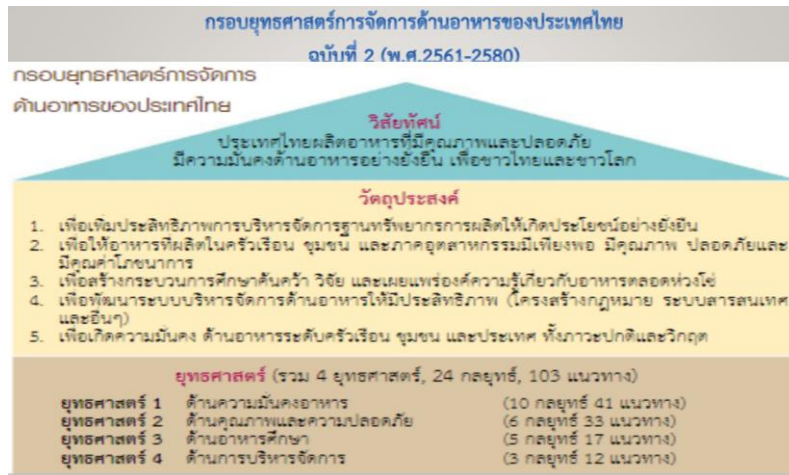 กรอบยุทธศาสตร์การจัดการด้านอาหารของประเทศไทย
ฉบับที่ 2 (พ.ศ.2561-2580)
กรอบยุทธศาสตร์การจัดการ
ด้านอาหารของประเทศไทย
วิสัยทัศน์
ประเทศไทยผลิตอาหารที่มีคุณภาพและปลอดภัย
มีความมั่นคงด้านอาหารอย่างยั่งยืน เพื่อชาวไทยและชาวโลก
วัตถุประสงค์
1. เพื่อเพิ่มประสิทธิภาพการบริหารจัดการฐานทรัพยากรการผลิตให้เกิดประโยชน์อย่างยั่งยืน
2. เพื่อให้อาหารที่ผลิตในครัวเรือน ชุมชน และภาคอุตสาหกรรมมีเพียงพอ มีคุณภาพ ปลอดภัยและ
มีคุณค่าโภชนาการ
3. เพื่อสร้างกระบวนการศึกษาค้นคว้า วิจัย และเผยแพร่องค์ความรู้เกี่ยวกับอาหารตลอดห่วงโซ่
4. เพื่อพัฒนาระบบบริหารจัดการด้านอาหารให้มีประสิทธิภาพ (โครงสร้างกฎหมาย ระบบสารสนเทศ
และอื่นๆ)
5. เพื่อเกิดความมั่นคง ด้านอาหารระดับครัวเรือน ชุมชน และประเทศ ทั้งภาวะปกติและวิกฤต
ยุทธศาสตร์ (รวม 4 ยุทธศาสตร์, 24 กลยุทธ์, 103 แนวทาง)
ยุทธศาสตร์ 1 ด้านความมั่นคงอาหาร (10 กลยุทธ์ 41 แนวทาง)
ยุทธศาสตร์ 2 ด้านคุณภาพและความปลอดภัย (6 กลยุทธ์ 33 แนวทาง)
ยุทธศาสตร์ 3 ด้านอาหารศึกษา (5 กลยุทธ์ 17 แนวทาง)
ยุทธศาสตร์ 4 ด้านการบริหารจัดการ (3 กลยุทธ์ 12 แนวทาง)